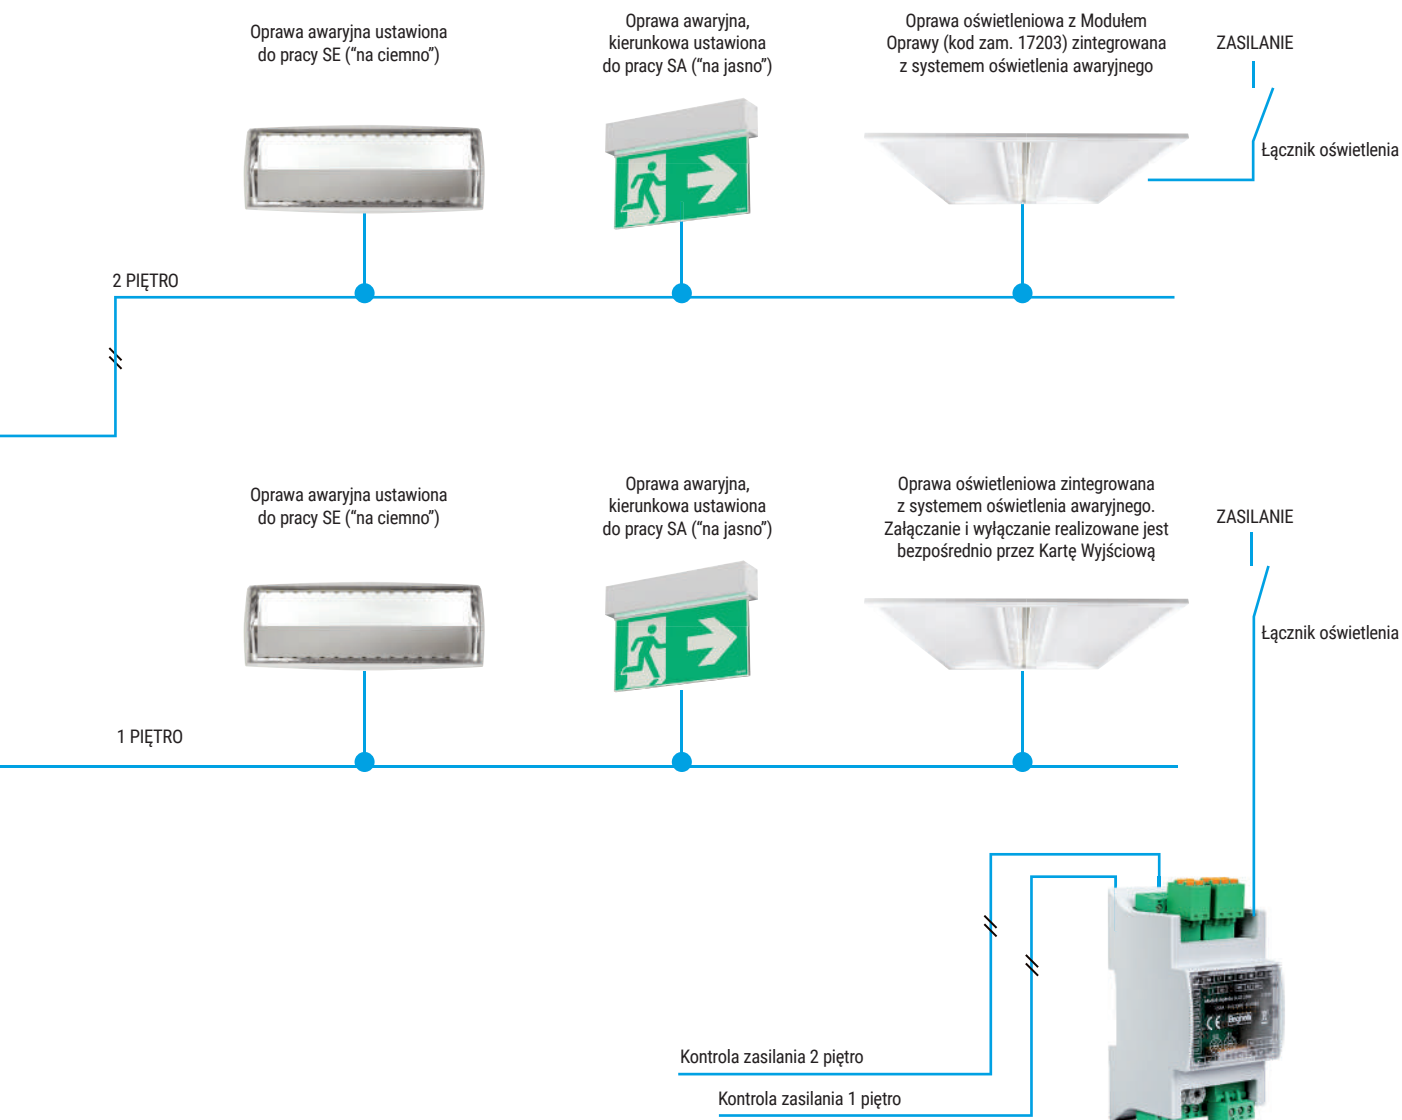 Oprawa awaryjna ustawiona
do pracy SE (“na ciemno”)
Oprawa awaryjna,
kierunkowa ustawiona
do pracy SA (“na jasno”)
Oprawa oświetleniowa z Modułem
Oprawy (kod zam. 17203) zintegrowana
z systemem oświetlenia awaryjnego
ZASILANIE
Łącznik oświetlenia
2 PIĘTRO
Oprawa awaryjna ustawiona
do pracy SE (“na ciemno”)
Oprawa awaryjna,
kierunkowa ustawiona
do pracy SA (“na jasno”)
Oprawa oświetleniowa zintegrowana
z systemem oświetlenia awaryjnego.
Załączanie i wyłączanie realizowane jest
bezpośrednio przez Kartę Wyjściową
ZASILANIE
Łącznik oświetlenia
1 PIĘTRO
CE Beghelli
Kontrola zasilania 2 piętro
Kontrola zasilania 1 piętro